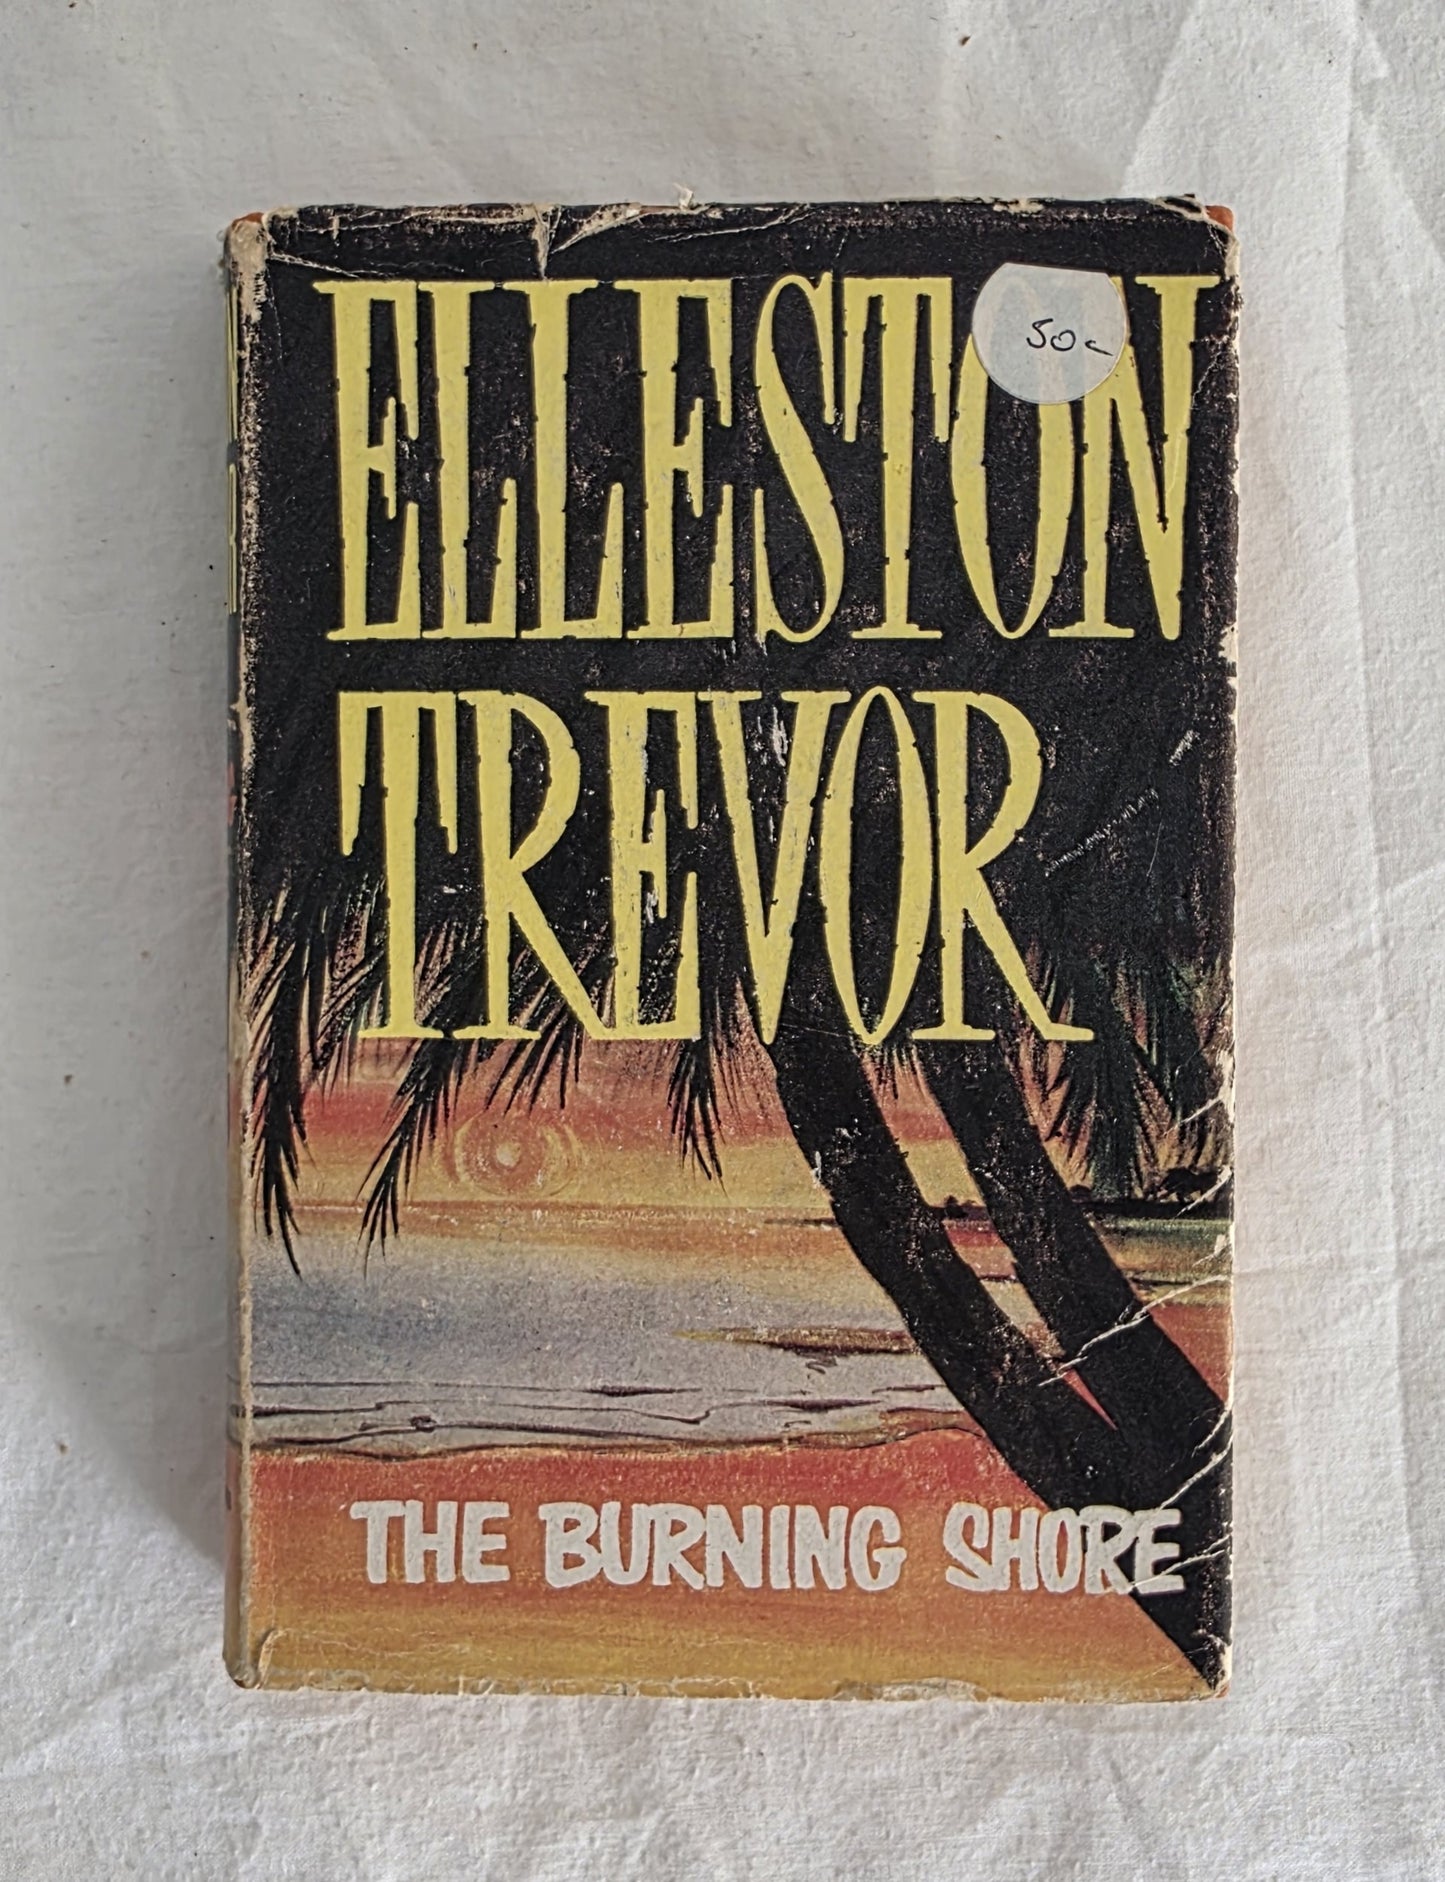 ELLESTON
50c
TREVOR
THE BURNING SHORE